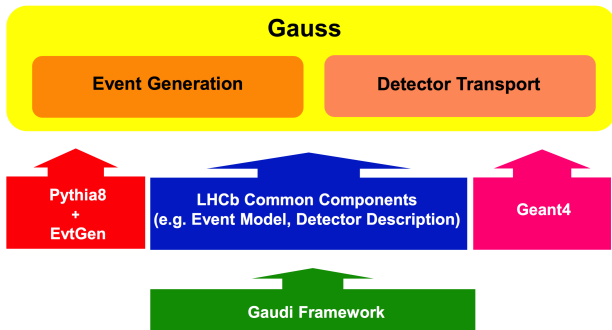 Gauss
Event Generation
Detector Transport
Pythia8
+
EvtGen
LHCb Common Components
(e.g. Event Model, Detector Description)
Geant4
Gaudi Framework